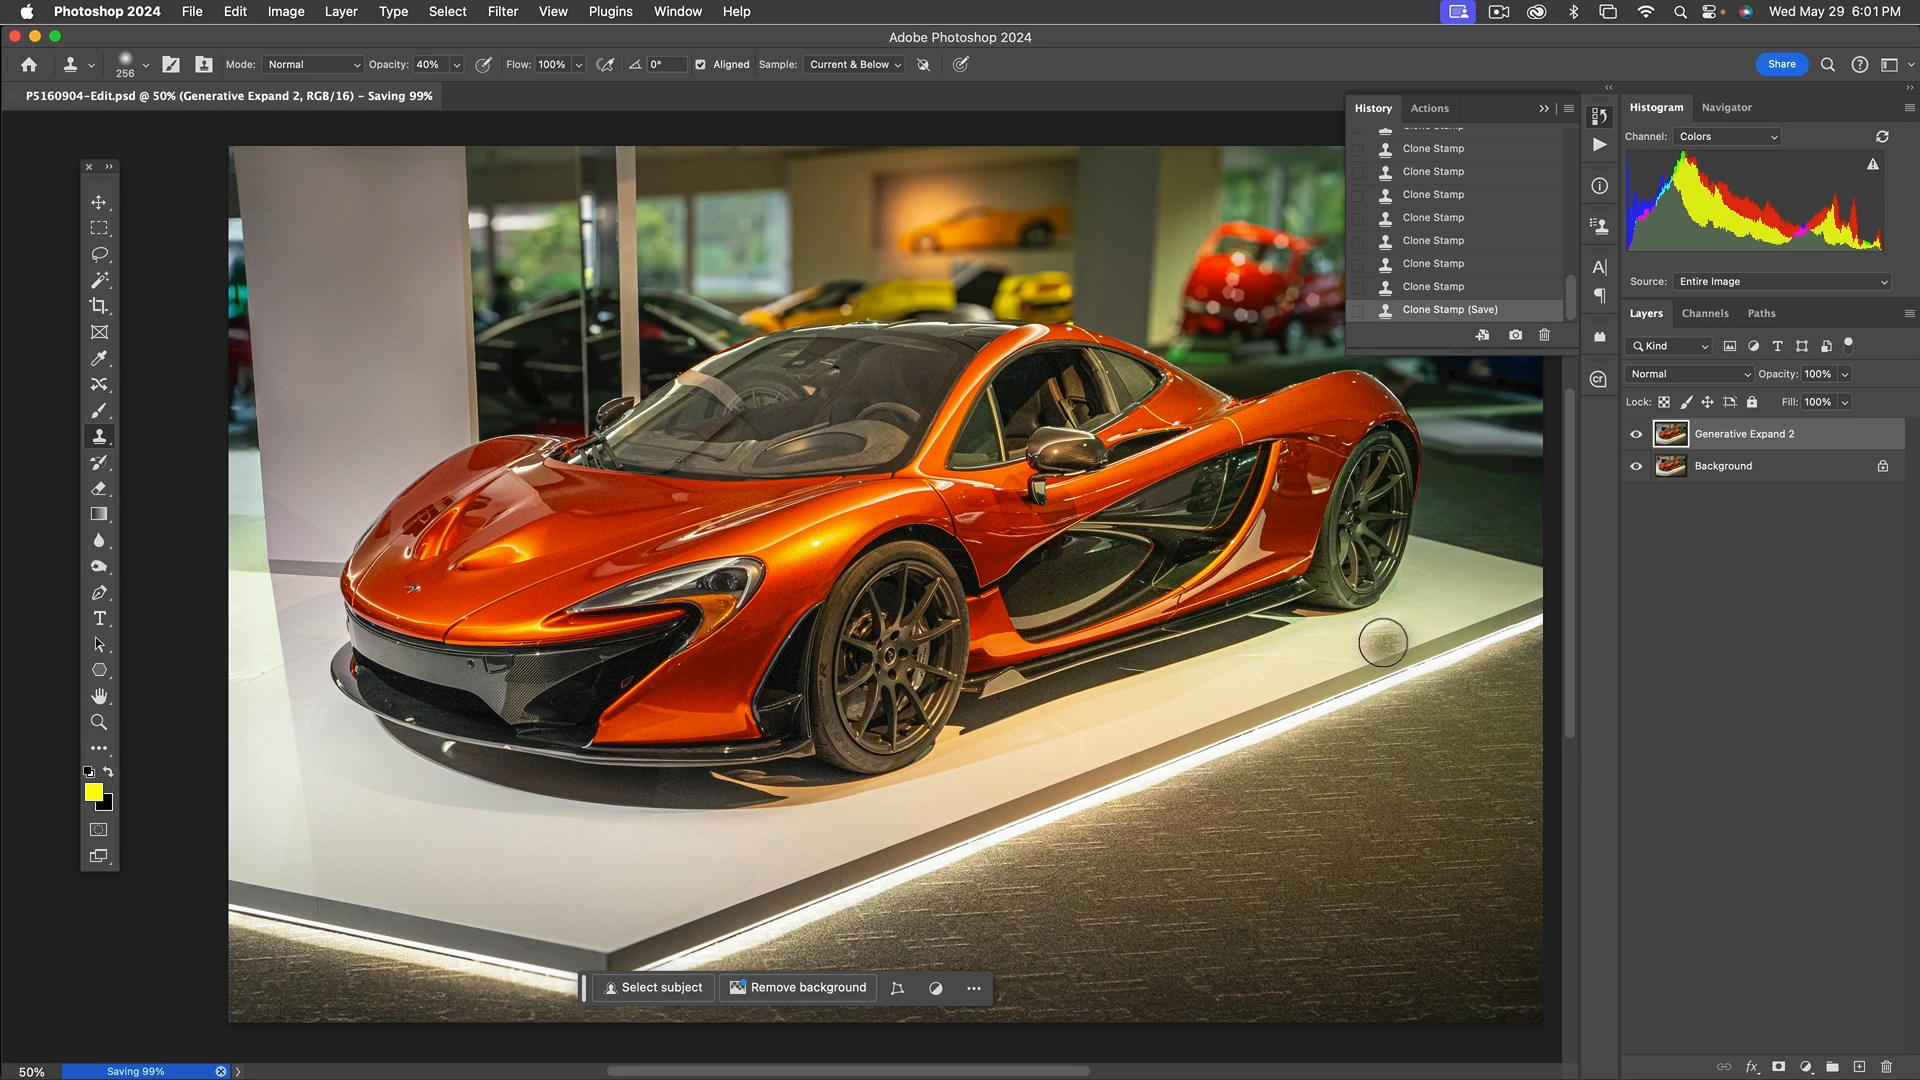 Photoshop 2024 File Edit Image Layer Type Select Filter View Plugins Window Help Wed May 29 6:01 PM
Adobe Photoshop 2024
256 Mode: Normal Opacity: 40% Flow: 100% 0° Aligned Sample: Current & Below Share
P5160904-Edit.psd @ 50% (Generative Expand 2, RGB/16) - Saving 99%
History Actions
Clone Stamp
Clone Stamp
Clone Stamp
Clone Stamp
Clone Stamp
Clone Stamp
Clone Stamp
Clone Stamp
Clone Stamp (Save)
Histogram Navigator
Channel: Colors
Source: Entire Image
Layers Channels Paths
Kind
Normal Opacity: 100%
Lock: Fill: 100%
Generative Expand 2
Background
Select subject Remove background
50% Saving 99%